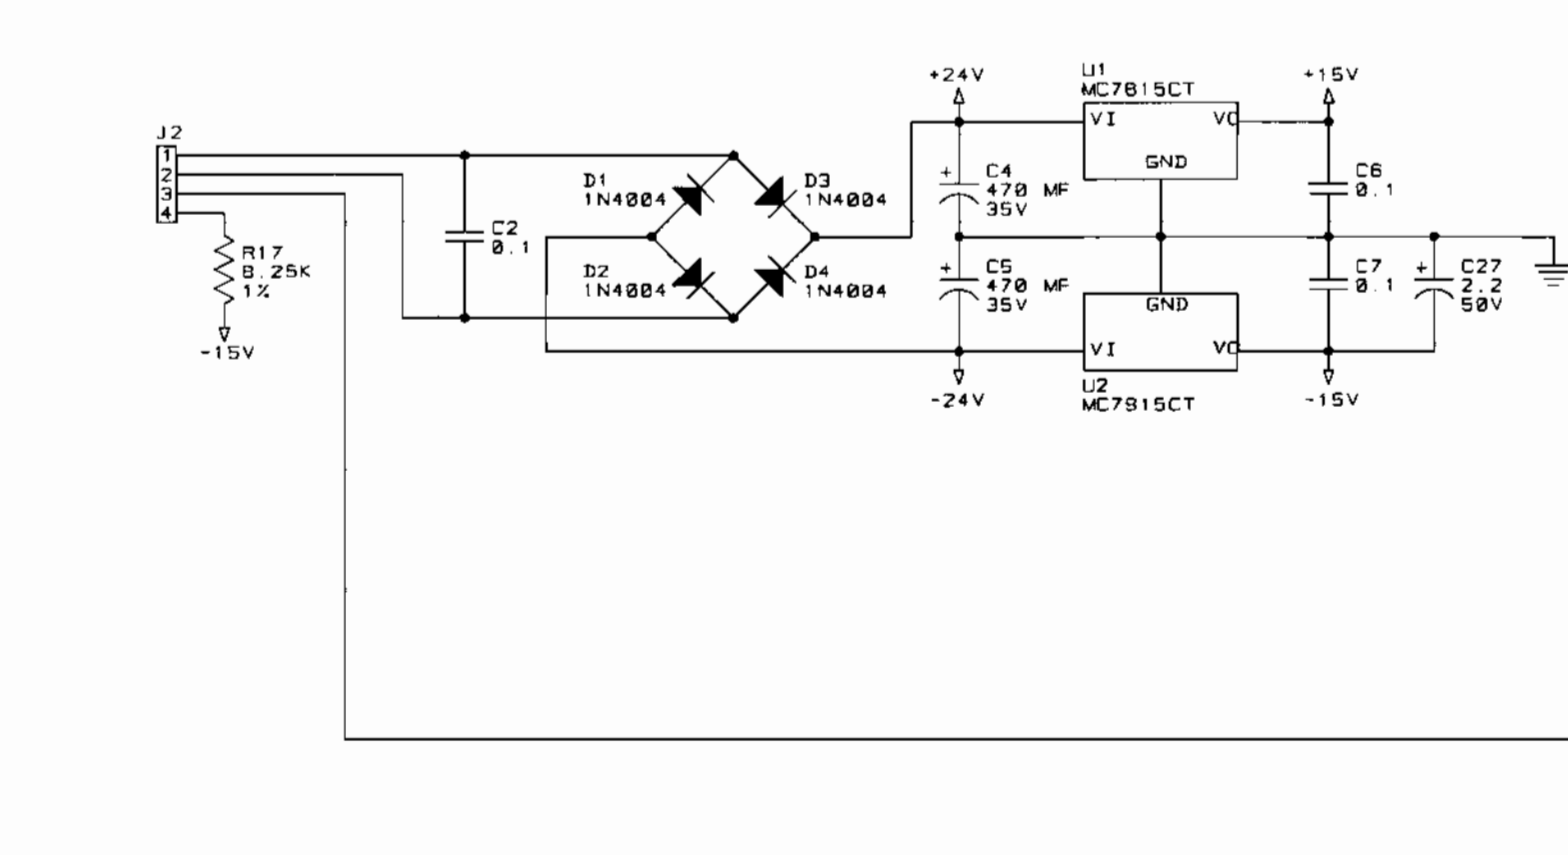 J2
1
2
3
4
R17
8.25K
1%
-15V
C2
0.1
D1
1N4004
D2
1N4004
D3
1N4004
D4
1N4004
+24V
+
C4
470 MF
35V
+
C5
470 MF
35V
-24V
U1
MC7815CT
VI
VO
GND
GND
VI
VO
U2
MC7915CT
+15V
C6
0.1
C7
0.1
+
C27
2.2
50V
-15V